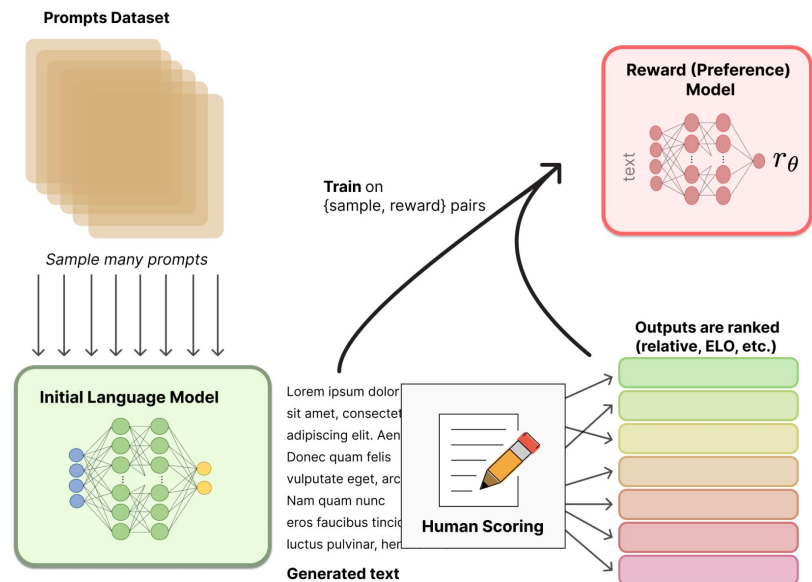 Prompts Dataset
Sample many prompts
Initial Language Model
Train on
{sample, reward} pairs
Reward (Preference)
Model
text
rθ
Outputs are ranked
(relative, ELO, etc.)
Lorem ipsum dolor
sit amet, consectet
adipiscing elit. Aen
Donec quam felis
vulputate eget, arc
Nam quam nunc
eros faucibus tincid
luctus pulvinar, her
Generated text
Human Scoring